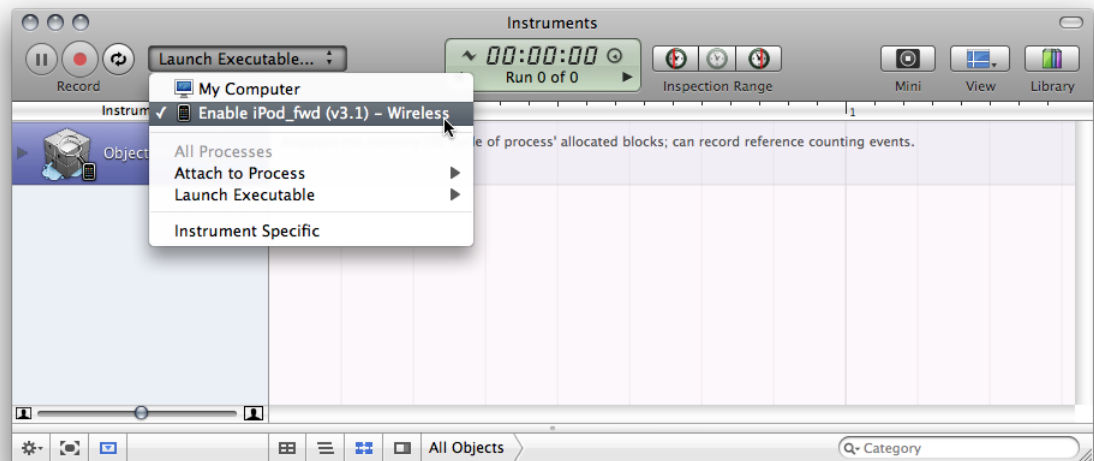 Instruments
Launch Executable...
00:00:00
Run 0 of 0
Record
Inspection Range
Mini
View
Library
My Computer
Instrum
✓ Enable iPod_fwd (v3.1) – Wireless
1
Object
le of process' allocated blocks; can record reference counting events.
All Processes
Attach to Process
Launch Executable
Instrument Specific
All Objects
Category